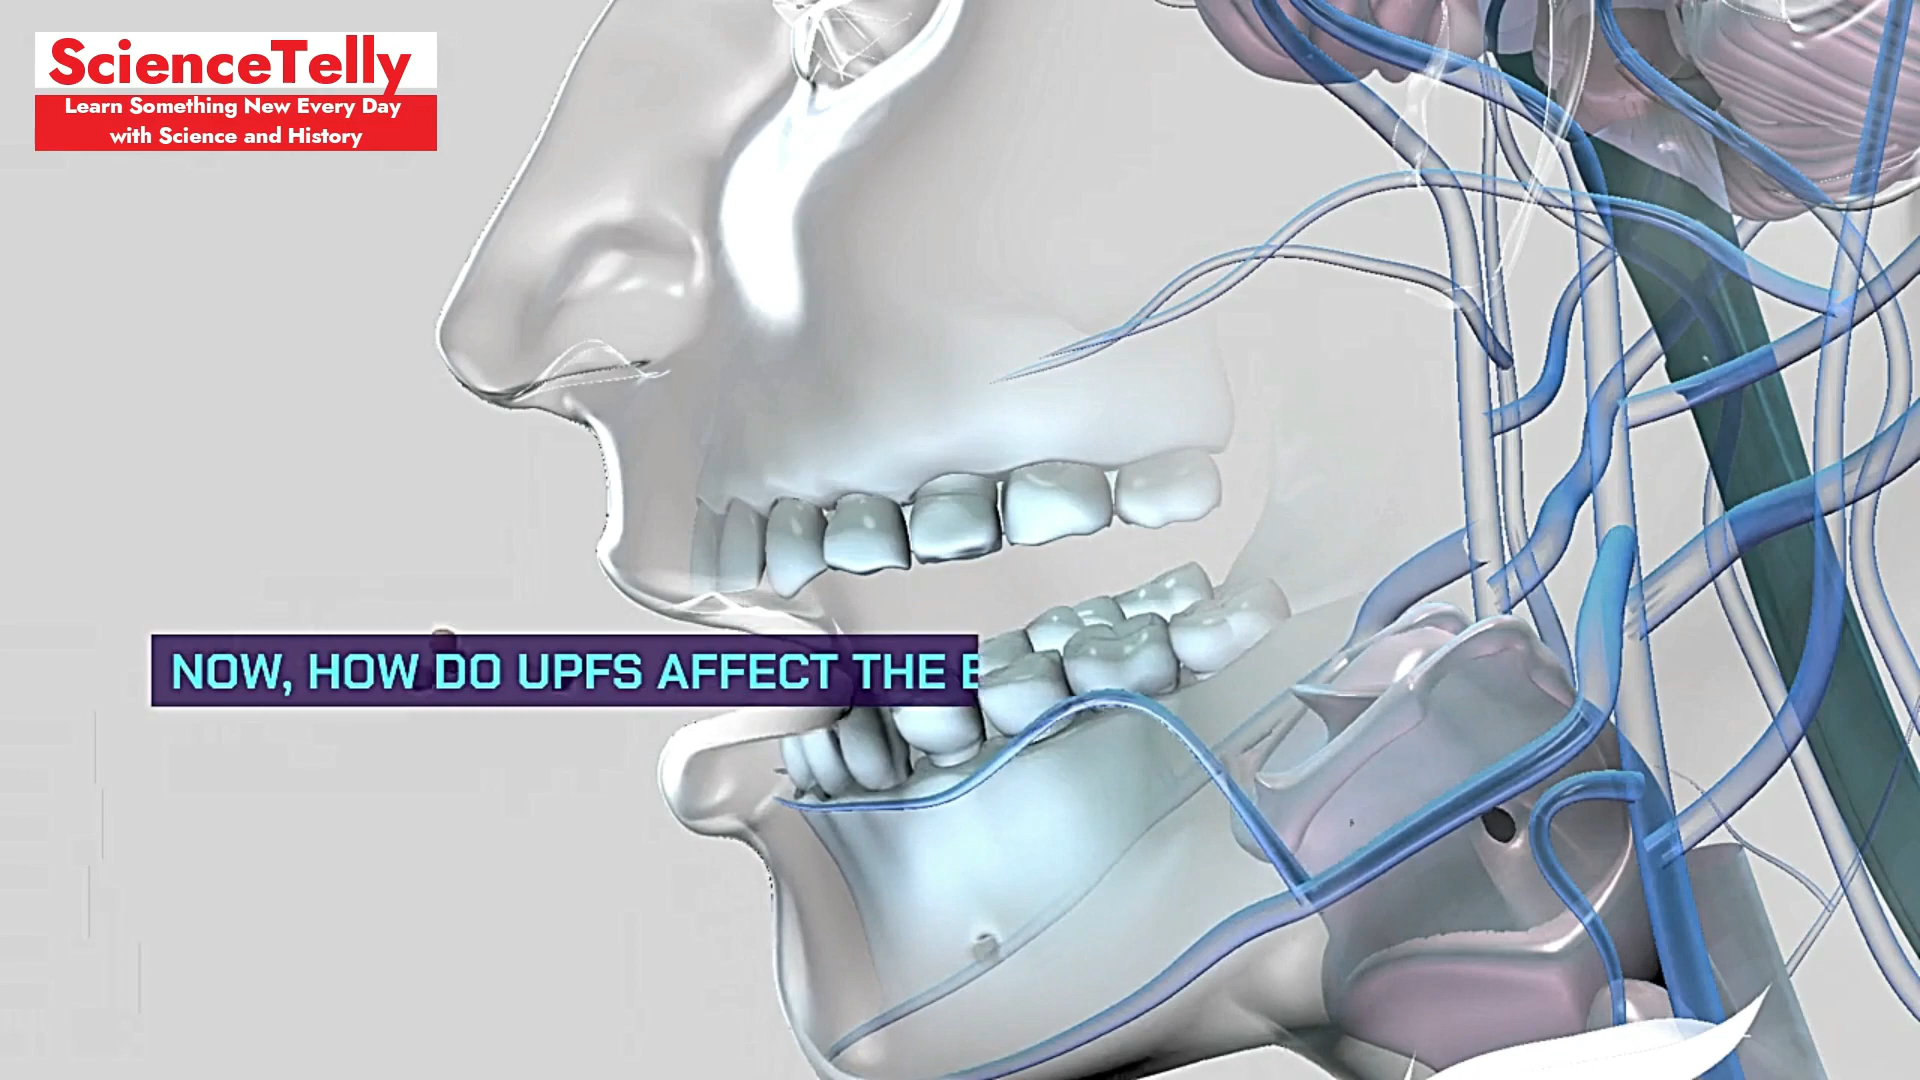 ScienceTelly
Learn Something New Every Day
with Science and History
NOW, HOW DO UPFS AFFECT THE